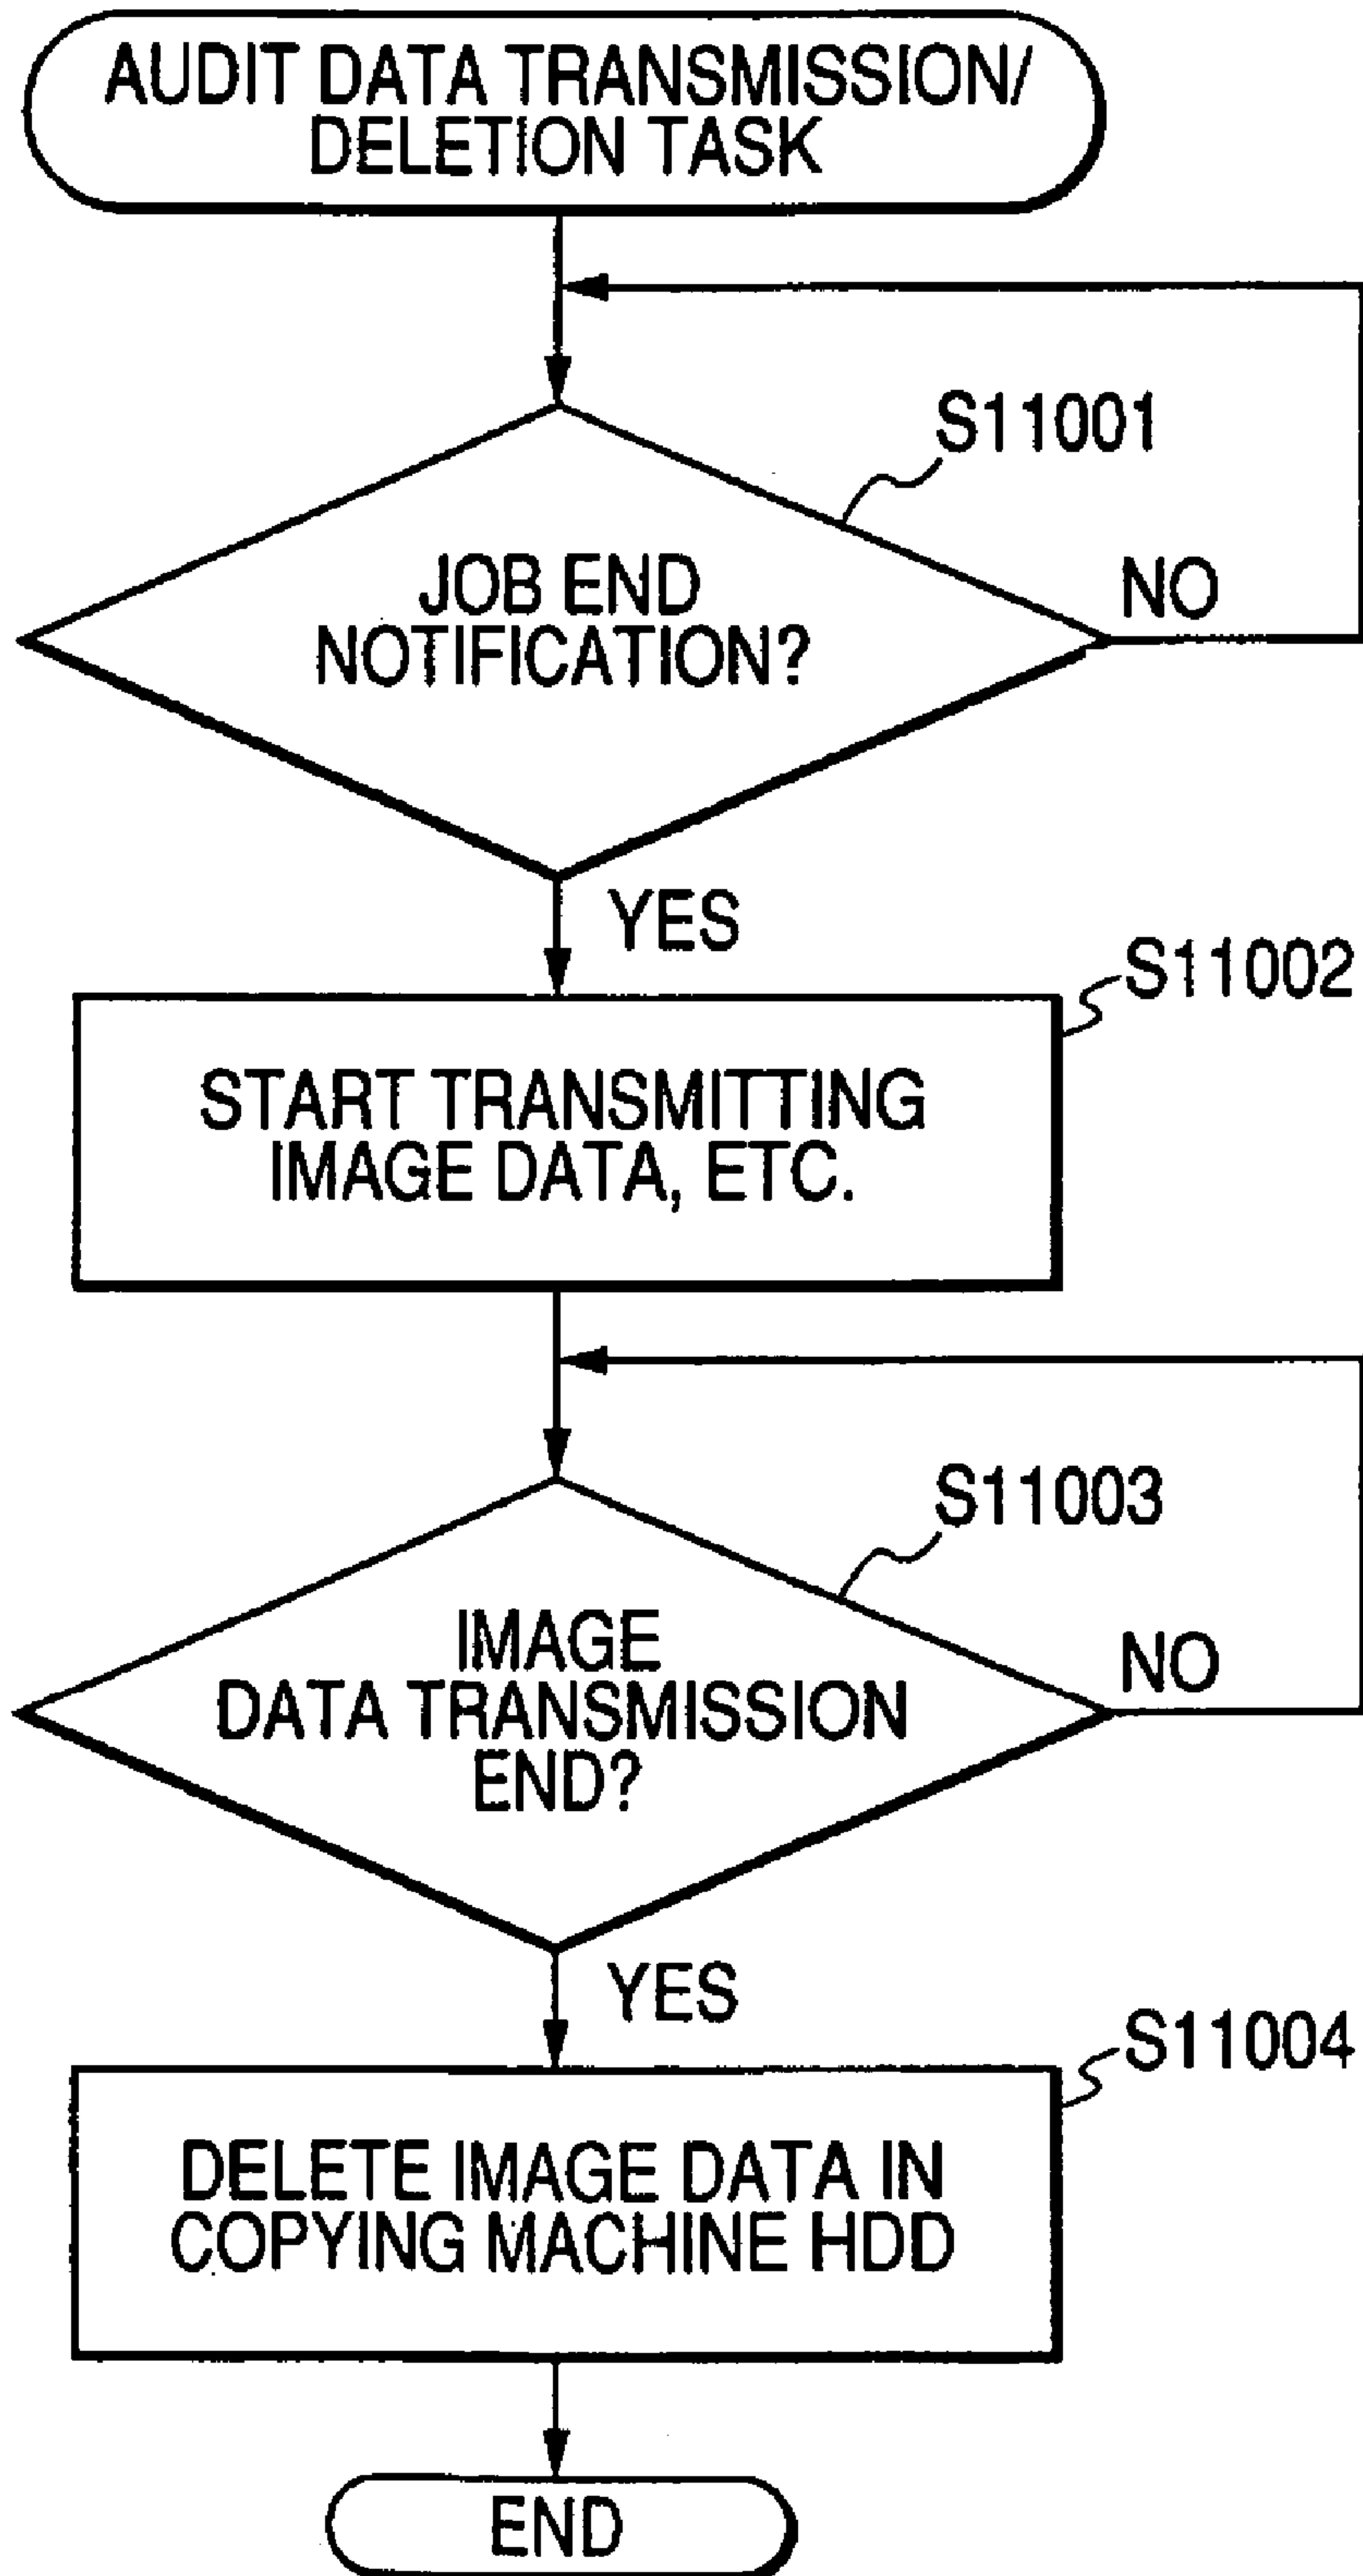 AUDIT DATA TRANSMISSION/
DELETION TASK
S11001
JOB END
NOTIFICATION?
NO
YES
S11002
START TRANSMITTING
IMAGE DATA, ETC.
S11003
IMAGE
DATA TRANSMISSION
END?
NO
YES
S11004
DELETE IMAGE DATA IN
COPYING MACHINE HDD
END